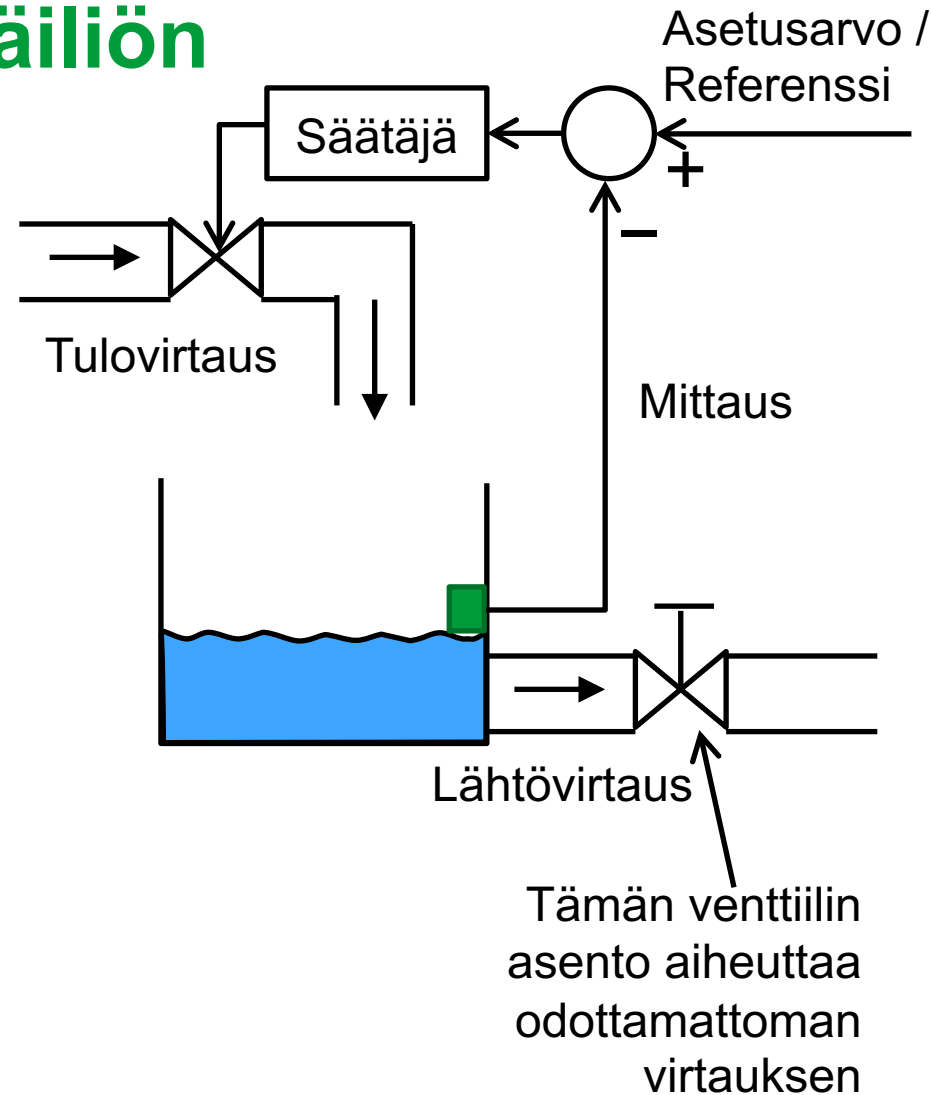 äiliön
Asetusarvo /
Referenssi
Säätäjä
+
–
Tulovirtaus
Mittaus
Lähtövirtaus
Tämän venttiilin
asento aiheuttaa
odottamattoman
virtauksen